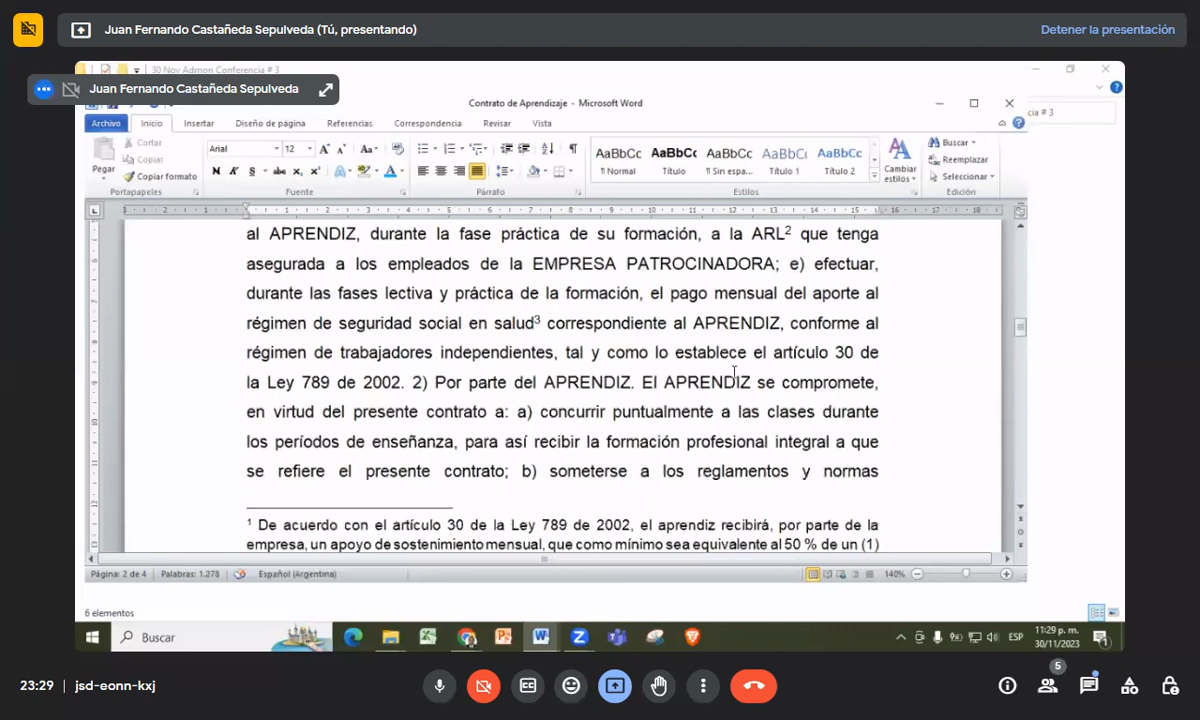 Juan Fernando Castañeda Sepulveda (Tú, presentando)
Detener la presentación
30 Nov Admon Conferencia # 3
Juan Fernando Castañeda Sepulveda
Contrato de Aprendizaje - Microsoft Word
cia # 3
Archivo Inicio Insertar Diseño de página Referencias Correspondencia Revisar Vista
Pegar
Cortar
Copiar
Copiar formato
Portapapeles
Arial 12
Fuente
Párrafo
AaBbCc AaBbCc AaBbCc AaBbC AaBbCc
¶ Normal Título ¶ Sin espa... Título 1 Título 2
Cambiar estilos
Estilos
Buscar
Reemplazar
Seleccionar
Edición
al APRENDIZ, durante la fase práctica de su formación, a la ARL² que tenga
asegurada a los empleados de la EMPRESA PATROCINADORA; e) efectuar,
durante las fases lectiva y práctica de la formación, el pago mensual del aporte al
régimen de seguridad social en salud³ correspondiente al APRENDIZ, conforme al
régimen de trabajadores independientes, tal y como lo establece el artículo 30 de
la Ley 789 de 2002. 2) Por parte del APRENDIZ. El APRENDIZ se compromete,
en virtud del presente contrato a: a) concurrir puntualmente a las clases durante
los períodos de enseñanza, para así recibir la formación profesional integral a que
se refiere el presente contrato; b) someterse a los reglamentos y normas
¹ De acuerdo con el artículo 30 de la Ley 789 de 2002, el aprendiz recibirá, por parte de la
empresa, un apoyo de sostenimiento mensual, que como mínimo sea equivalente al 50 % de un (1)
Página: 2 de 4 Palabras: 1.278 Español (Argentina) 140%
6 elementos
Buscar
ESP
11:29 p. m.
30/11/2023
23:29 | jsd-eonn-kxj
5